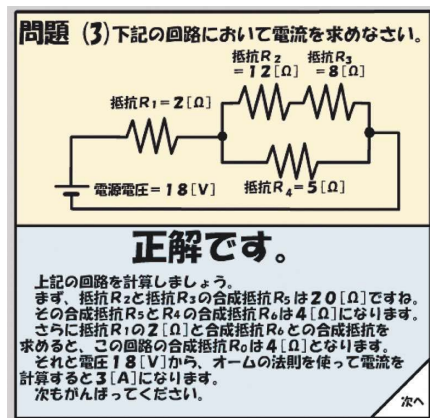 問題 (3)下記の回路において電流を求めなさい。
抵抗R₂
=12[Ω]
抵抗R₃
=8[Ω]
抵抗R₁=2[Ω]
電源電圧=18[V]
抵抗R₄=5[Ω]
正解です。
上記の回路を計算しましょう。
まず、抵抗R₂と抵抗R₃の合成抵抗R₅は20[Ω]ですね。
その合成抵抗R₅とR₄の合成抵抗R₆は4[Ω]になります。
さらに抵抗R₁の2[Ω]と合成抵抗R₆との合成抵抗を
求めると、この回路の合成抵抗R₀は4[Ω]となります。
それと電圧18[V]から、オームの法則を使って電流を
計算すると3[A]になります。
次もがんばってください。
次へ